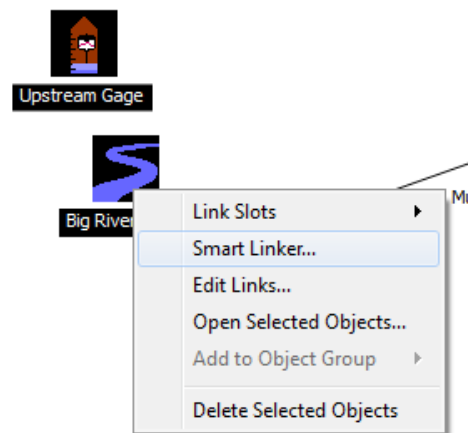 Upstream Gage
Big River
Mu
Link Slots
Smart Linker...
Edit Links...
Open Selected Objects...
Add to Object Group
Delete Selected Objects